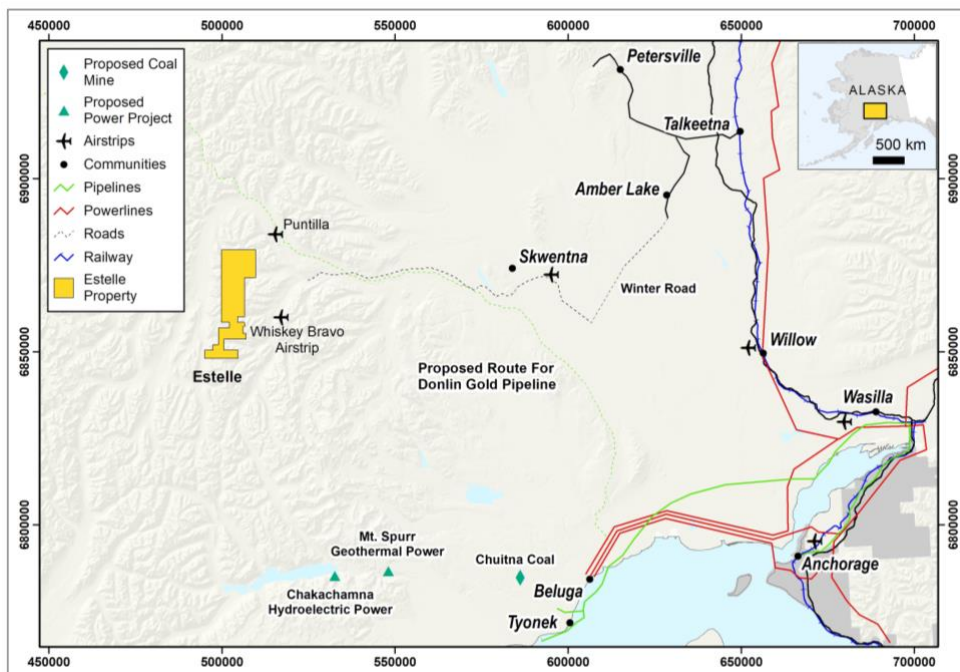 450000
500000
550000
600000
650000
700000
Proposed Coal
Mine
Proposed
Power Project
Airstrips
Communities
Pipelines
Powerlines
Roads
Railway
Estelle
Property
Petersville
Talkeetna
ALASKA
500 km
6900000
6900000
Amber Lake
Puntilla
Skwentna
Winter Road
Whiskey Bravo
Airstrip
6850000
6850000
Willow
Estelle
Proposed Route For
Donlin Gold Pipeline
Wasilla
6800000
6800000
Mt. Spurr
Geothermal Power
Chuitna Coal
Anchorage
Chakachamna
Hydroelectric Power
Beluga
Tyonek
450000
500000
550000
600000
650000
700000